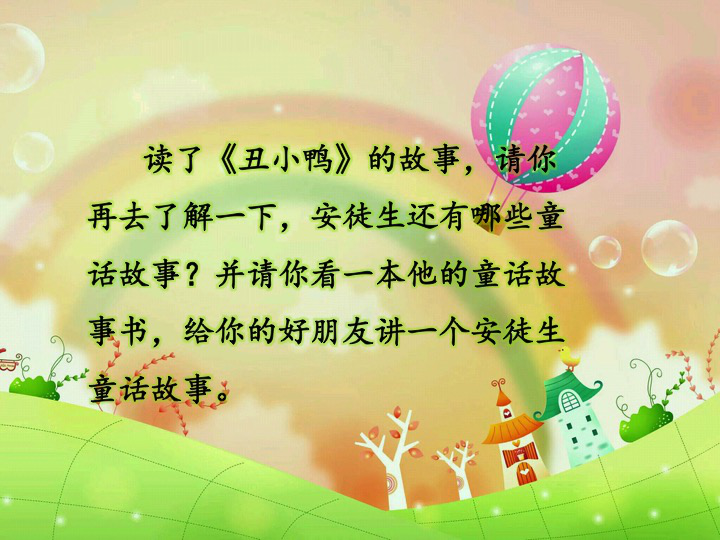 读了《丑小鸭》的故事，请你
再去了解一下，安徒生还有哪些童
话故事？并请你看一本他的童话故
事书，给你的好朋友讲一个安徒生
童话故事。